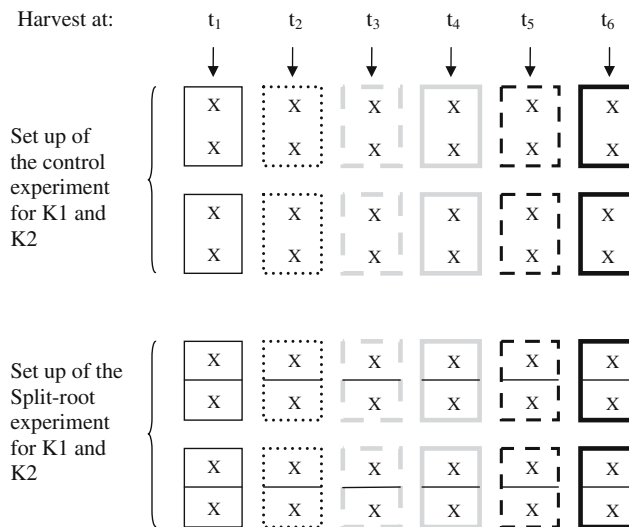 Harvest at: t1 t2 t3 t4 t5 t6
X X X X X X
Set up of
the control
experiment
for K1 and
K2
X X X X X X
X X X X X X
X X X X X X
Set up of the
Split-root
experiment
for K1 and
K2
X X X X X X
X X X X X X
X X X X X X
X X X X X X